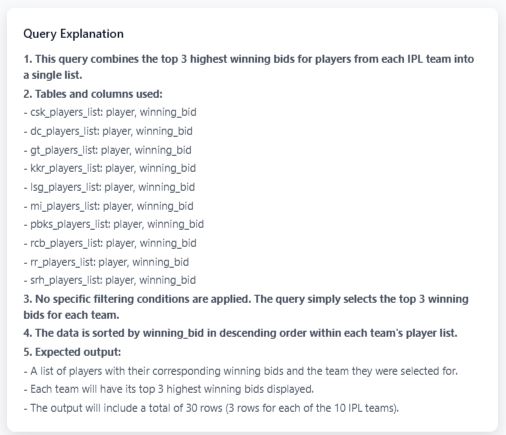 Query Explanation
1. This query combines the top 3 highest winning bids for players from each IPL team into
a single list.
2. Tables and columns used:
- csk_players_list: player, winning_bid
- dc_players_list: player, winning_bid
- gt_players_list: player, winning_bid
- kkr_players_list: player, winning_bid
- lsg_players_list: player, winning_bid
- mi_players_list: player, winning_bid
- pbks_players_list: player, winning_bid
- rcb_players_list: player, winning_bid
- rr_players_list: player, winning_bid
- srh_players_list: player, winning_bid
3. No specific filtering conditions are applied. The query simply selects the top 3 winning
bids for each team.
4. The data is sorted by winning_bid in descending order within each team's player list.
5. Expected output:
- A list of players with their corresponding winning bids and the team they were selected for.
- Each team will have its top 3 highest winning bids displayed.
- The output will include a total of 30 rows (3 rows for each of the 10 IPL teams).